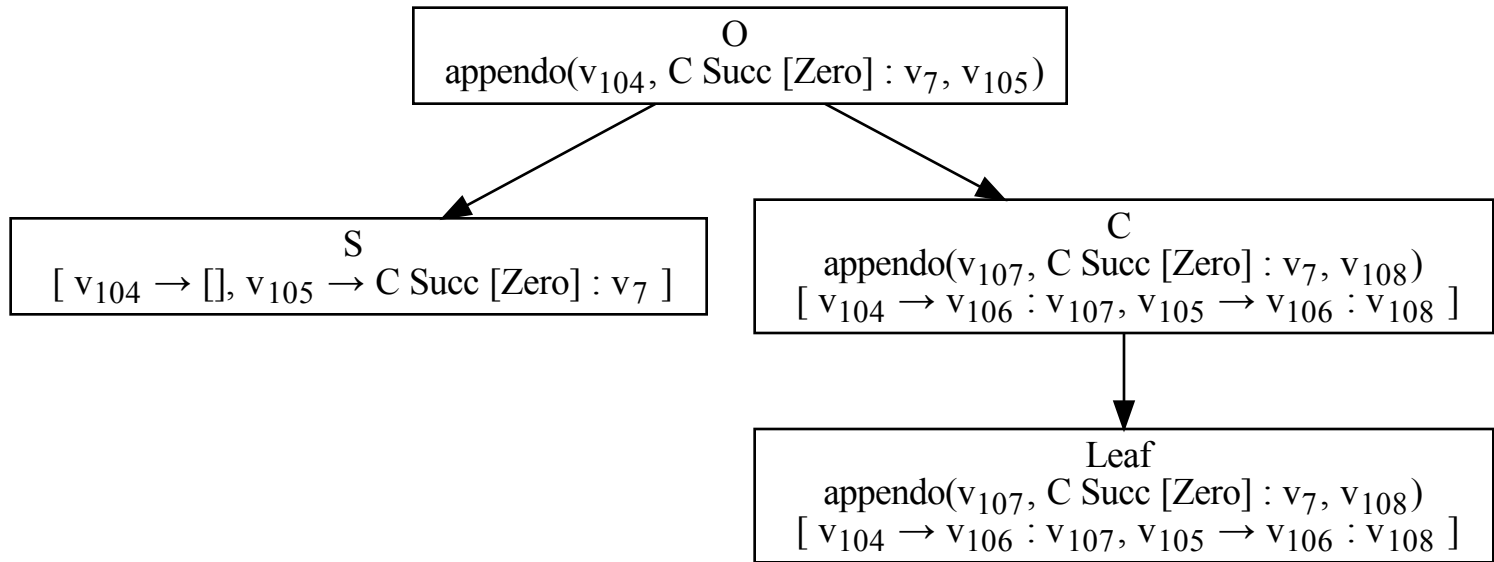 O
appendo(v₁₀₄, C Succ [Zero] : v₇, v₁₀₅)
S
[ v₁₀₄ → [], v₁₀₅ → C Succ [Zero] : v₇ ]
C
appendo(v₁₀₇, C Succ [Zero] : v₇, v₁₀₈)
[ v₁₀₄ → v₁₀₆ : v₁₀₇, v₁₀₅ → v₁₀₆ : v₁₀₈ ]
Leaf
appendo(v₁₀₇, C Succ [Zero] : v₇, v₁₀₈)
[ v₁₀₄ → v₁₀₆ : v₁₀₇, v₁₀₅ → v₁₀₆ : v₁₀₈ ]